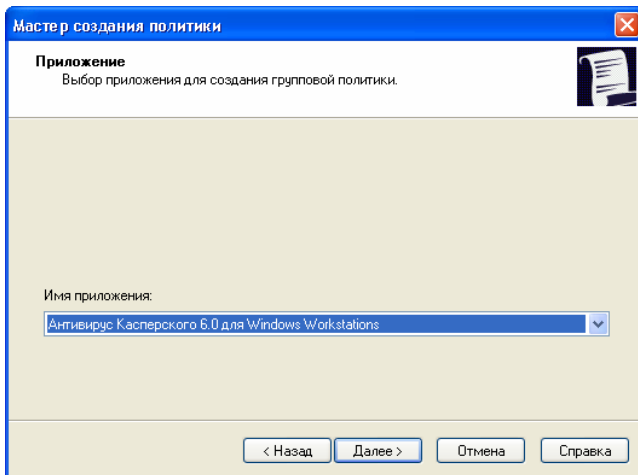 Мастер создания политики
Приложение
Выбор приложения для создания групповой политики.
Имя приложения:
Антивирус Касперского 6.0 для Windows Workstations
< Назад
Далее >
Отмена
Справка